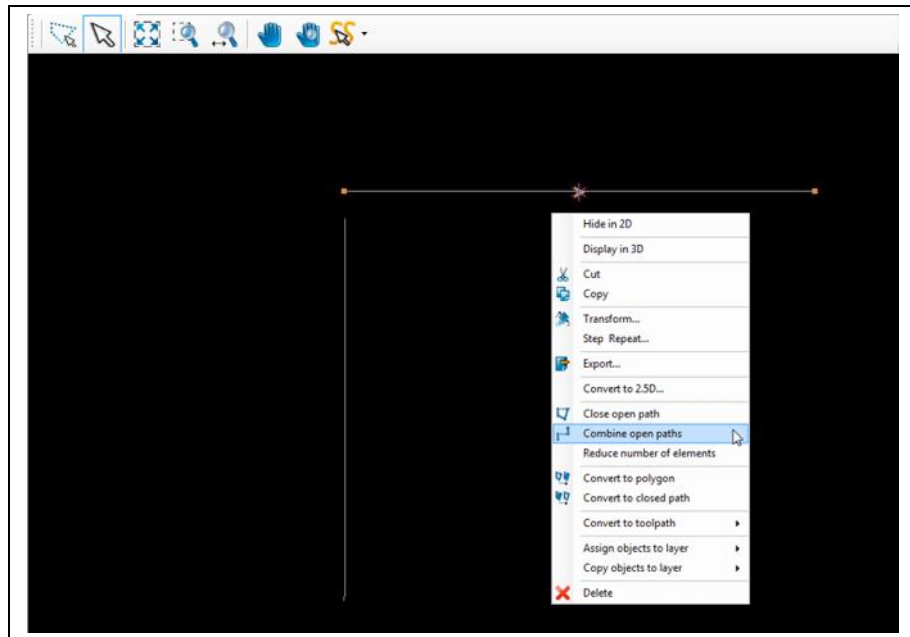 SS
Hide in 2D
Display in 3D
Cut
Copy
Transform...
Step Repeat...
Export...
Convert to 2.5D...
Close open path
Combine open paths
Reduce number of elements
Convert to polygon
Convert to closed path
Convert to toolpath
Assign objects to layer
Copy objects to layer
Delete